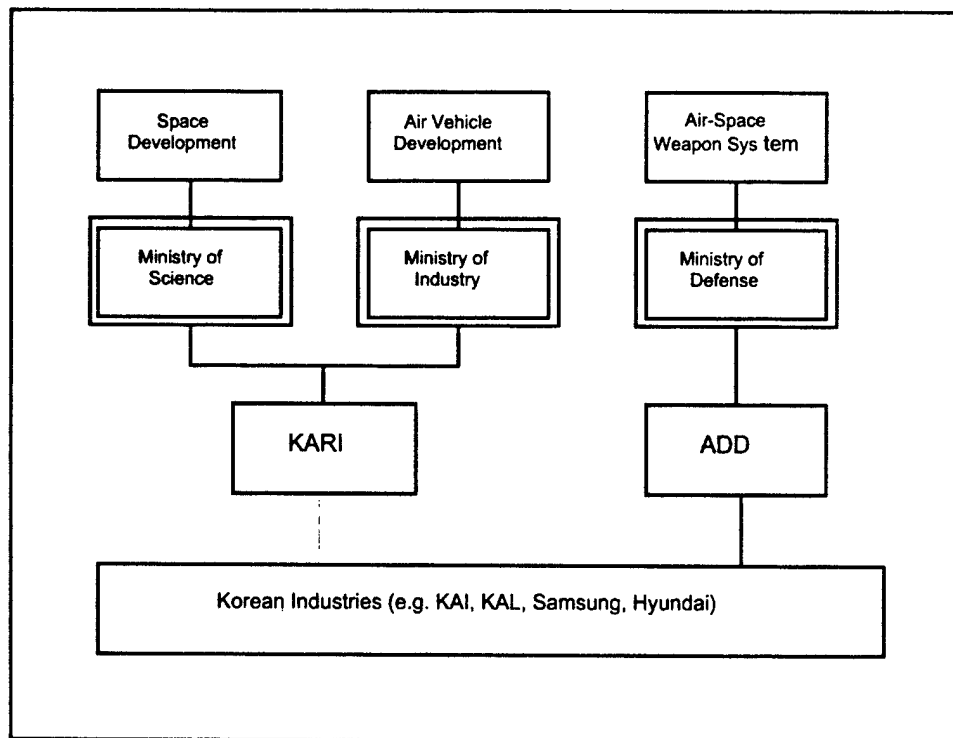 Space
Development
Air Vehicle
Development
Air-Space
Weapon Sys tem
Ministry of
Science
Ministry of
Industry
Ministry of
Defense
KARI
ADD
Korean Industries (e.g. KAI, KAL, Samsung, Hyundai)